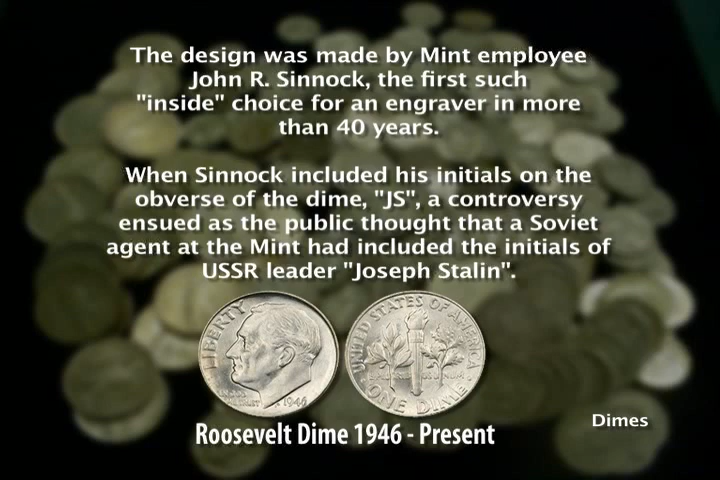 The design was made by Mint employee
John R. Sinnock, the first such
"inside" choice for an engraver in more
than 40 years.
When Sinnock included his initials on the
obverse of the dime, "JS", a controversy
ensued as the public thought that a Soviet
agent at the Mint had included the initials of
USSR leader "Joseph Stalin".
LIBERTY
1946
UNITED STATES OF AMERICA
ONE DIME
Roosevelt Dime 1946 - Present
Dimes